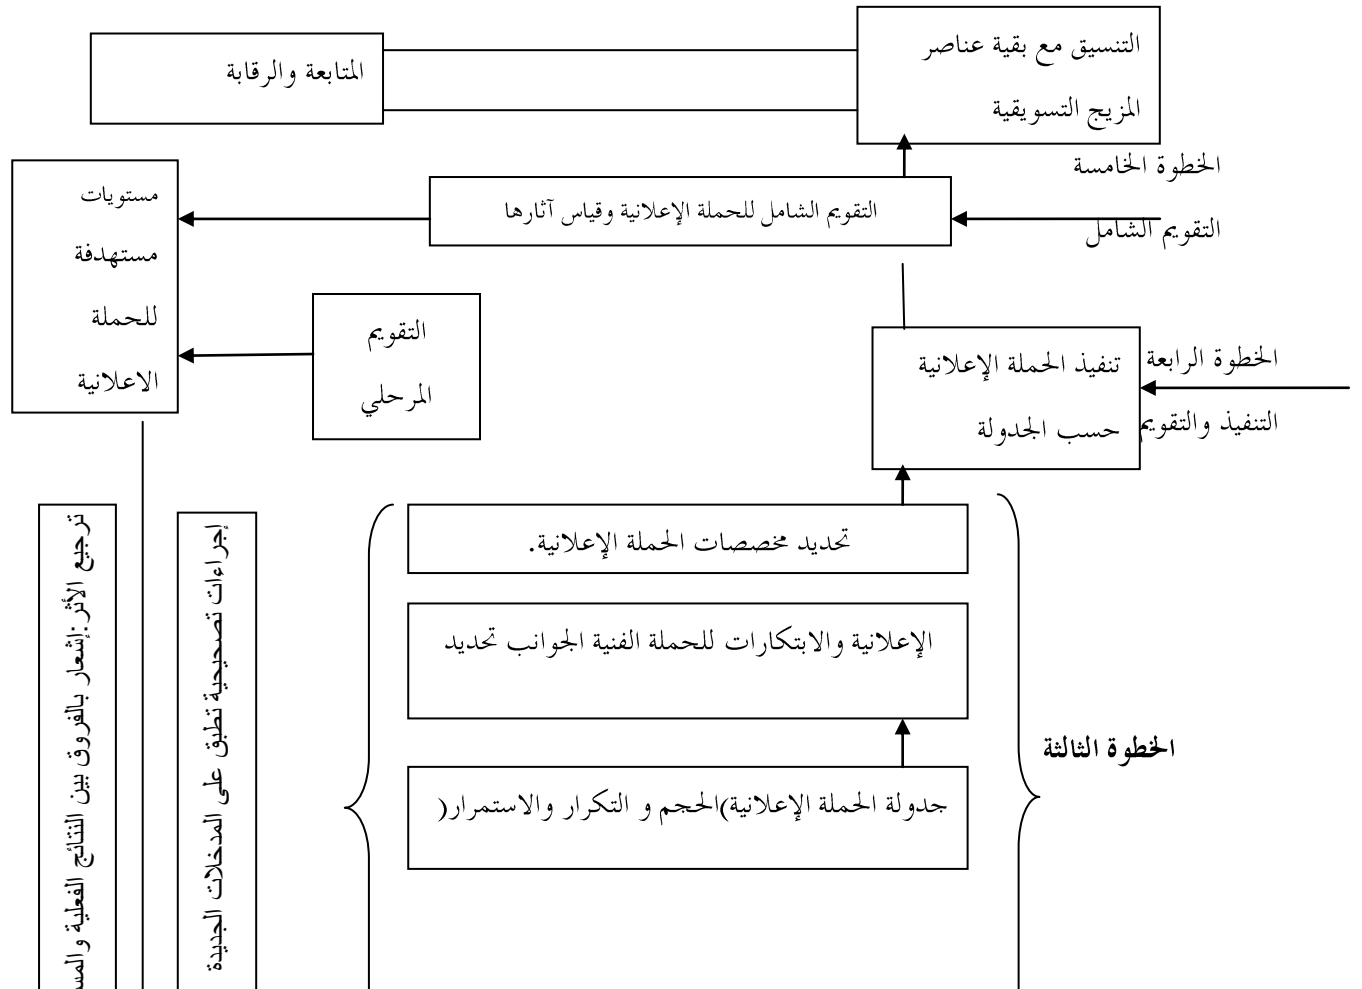 التنسيق مع بقية عناصر
المزيج التسويقية
المتابعة والرقابة
الخطوة الخامسة
التقويم الشامل
التقويم الشامل للحملة الإعلانية وقياس آثارها
مستويات
مستهدفة
للحملة
الاعلانية
التقويم
المرحلي
الخطوة الرابعة
التنفيذ والتقويم
تنفيذ الحملة الإعلانية
حسب الجدولة
تحديد مخصصات الحملة الإعلانية.
الإعلانية والابتكارات للحملة الفنية الجوانب تحديد
الخطوة الثالثة
جدولة الحملة الإعلانية)الحجم و التكرار والاستمرار(
إجراءات تصحيحية تطبق على المدخلات الجديدة
ترجيع الأثر :إشعار بالفروق بين النتائج الفعلية